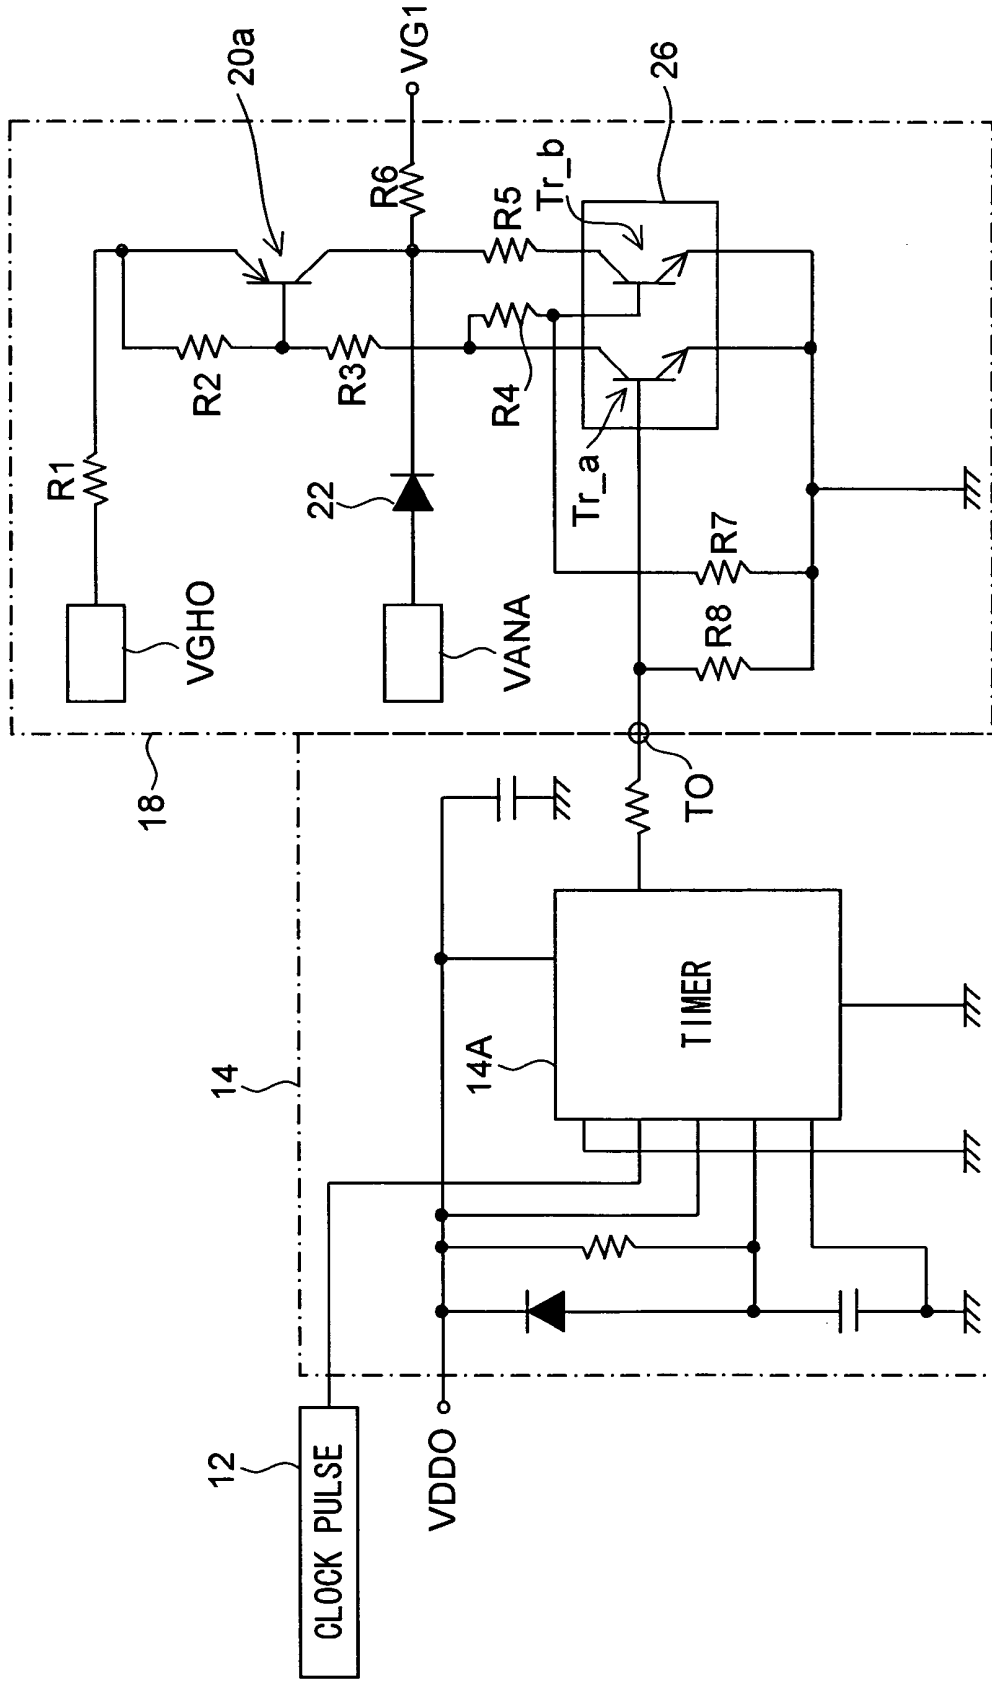 CLOCK PULSE
12
VDDO
14
14A
TIMER
TO
18
VGHO
R1
R2
R3
20a
VANA
22
R6
VG1
R4
R5
Tr_a
Tr_b
26
R7
R8